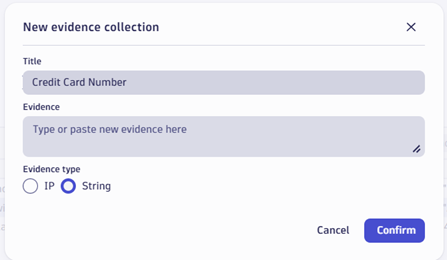 New evidence collection
Title
Credit Card Number
Evidence
Type or paste new evidence here
Evidence type
IP String
Cancel Confirm